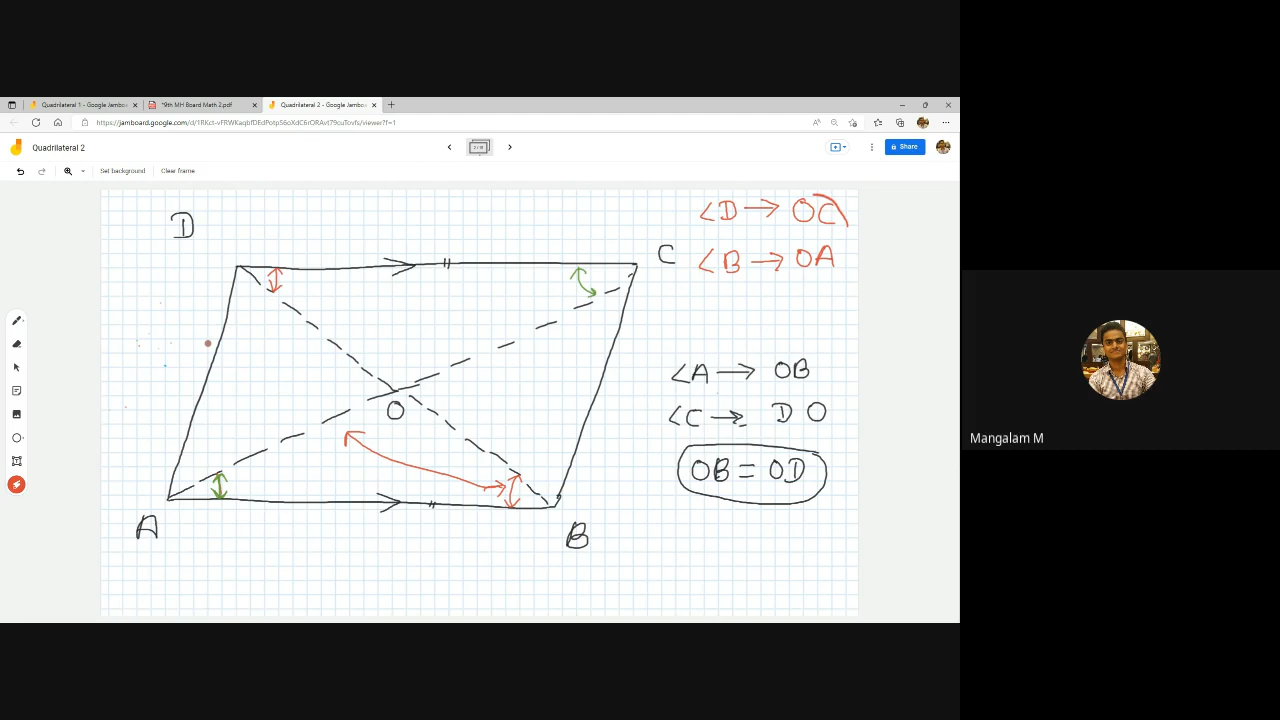 Quadrilateral 1 - Google Jambo
*9th MH Board Math 2.pdf
Quadrilateral 2 - Google Jambo
Quadrilateral 2
Share
Set background
Clear frame
D
C
O
A
B
∠D → OC
∠B → OA
∠A → OB
∠C → DO
OB = OD
Mangalam M